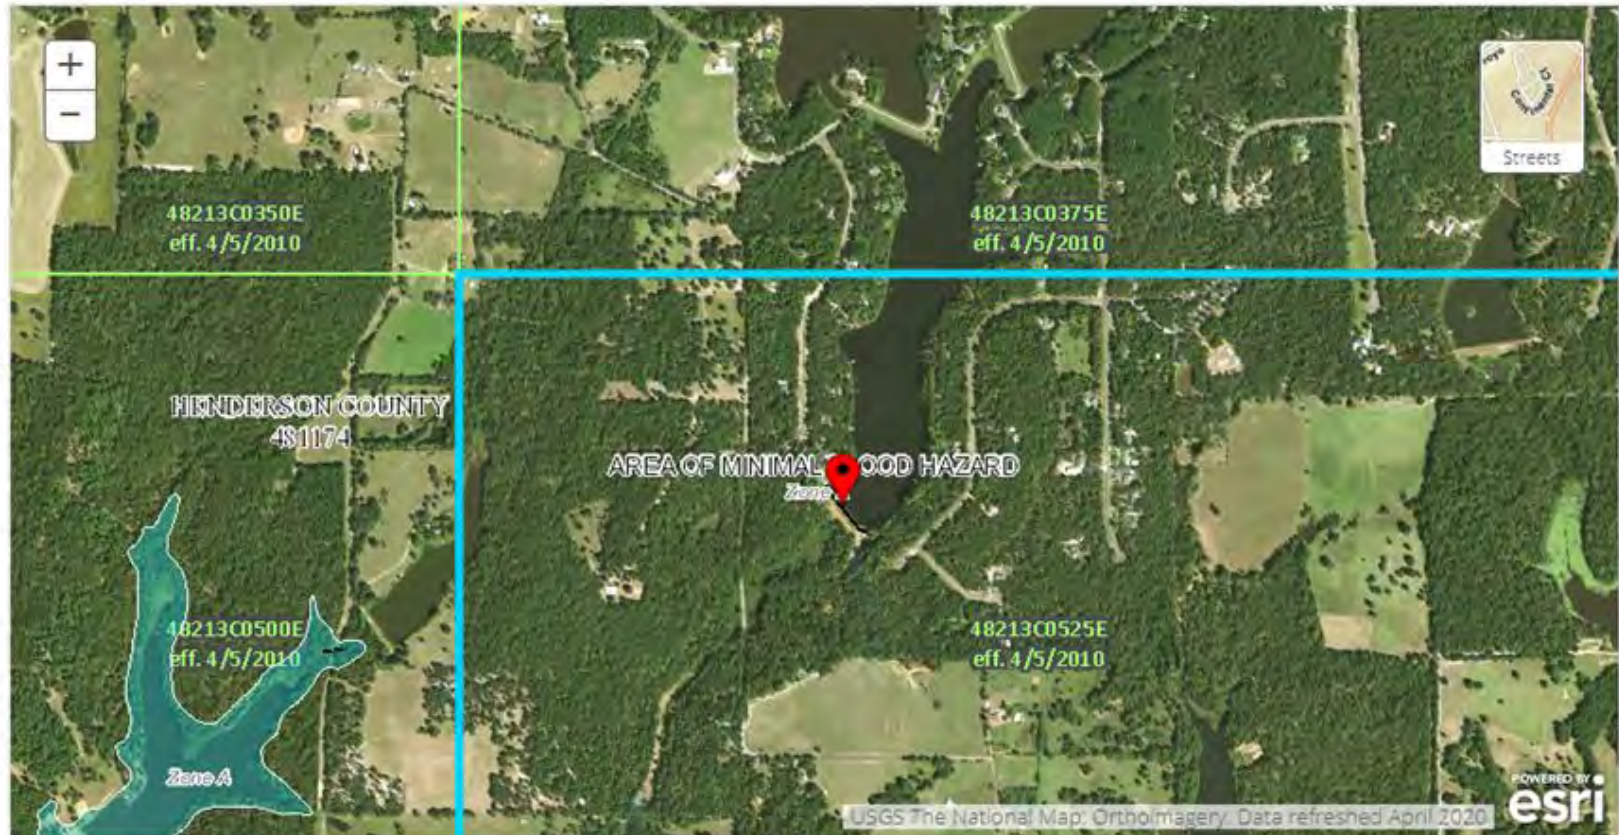 +
−
Streets
48213C0350E
eff. 4/5/2010
48213C0375E
eff. 4/5/2010
HENDERSON COUNTY
481174
AREA OF MINIMAL OOD HAZARD
Zone
48213C0500E
eff. 4/5/2010
48213C0525E
eff. 4/5/2010
Zone A
POWERED BY
esri
USGS The National Map: Orthoimagery. Data refreshed April 2020